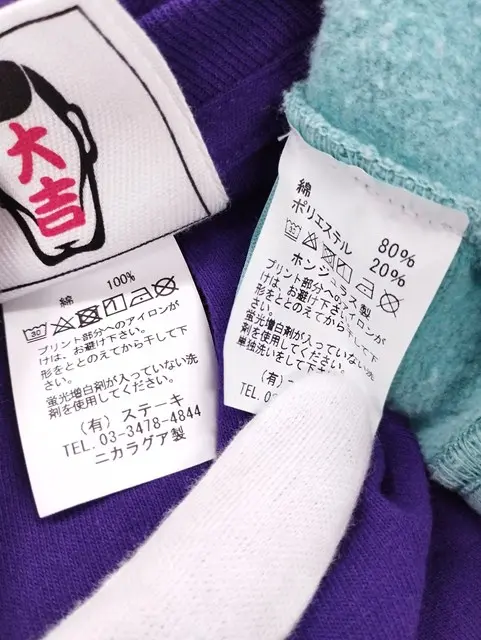 大吉
綿 100%
30
プリント部分へのアイロンが
けは、お避け下さい。
形をととのえてから干して下
さい。
蛍光増白剤が入っていない洗
剤を使用してください。
(有) ステーキ
TEL. 03-3478-4844
ニカラグア製
綿 80%
ポリエステル 20%
ホンジュラス製
プリント部分へのアイロンが
けは、お避け下さい。
形をととのえてから干して下
さい。
蛍光増白剤が入っていない洗
剤を使用してください。
単独洗いをして下
(有)
TEL. 0